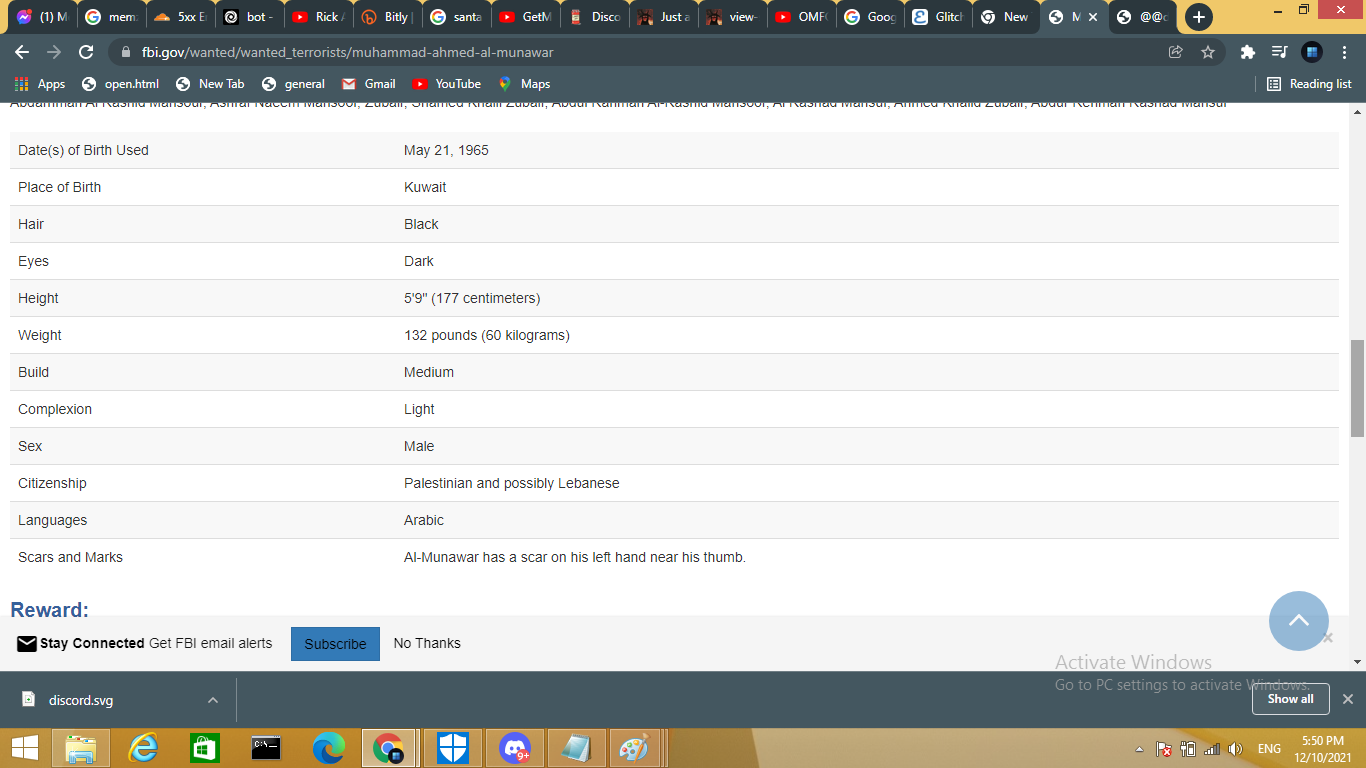 (1) M
mem
5xx E
bot -
Rick A
Bitly |
santa
GetM
Disco
Just a
view-
OMF
Goog
Glitch
New
M
@@c
fbi.gov/wanted/wanted_terrorists/muhammad-ahmed-al-munawar
Apps
open.html
New Tab
general
Gmail
YouTube
Maps
Reading list
Abdarrman Al Rashid Mansour, Ashraf Naeem Mansoor, Zubair, Shamed Khalil Zubair, Abdul Rahman Al-Rashid Mansoor, Al Rashad Mansur, Ahmed Khalid Zubair, Abdur Rehman Rashad Mansur
Date(s) of Birth Used May 21, 1965
Place of Birth Kuwait
Hair Black
Eyes Dark
Height 5'9" (177 centimeters)
Weight 132 pounds (60 kilograms)
Build Medium
Complexion Light
Sex Male
Citizenship Palestinian and possibly Lebanese
Languages Arabic
Scars and Marks Al-Munawar has a scar on his left hand near his thumb.
Reward:
Stay Connected Get FBI email alerts Subscribe No Thanks
Activate Windows
Go to PC settings to activate Windows.
discord.svg
Show all
C:\
9+
ENG
5:50 PM
12/10/2021